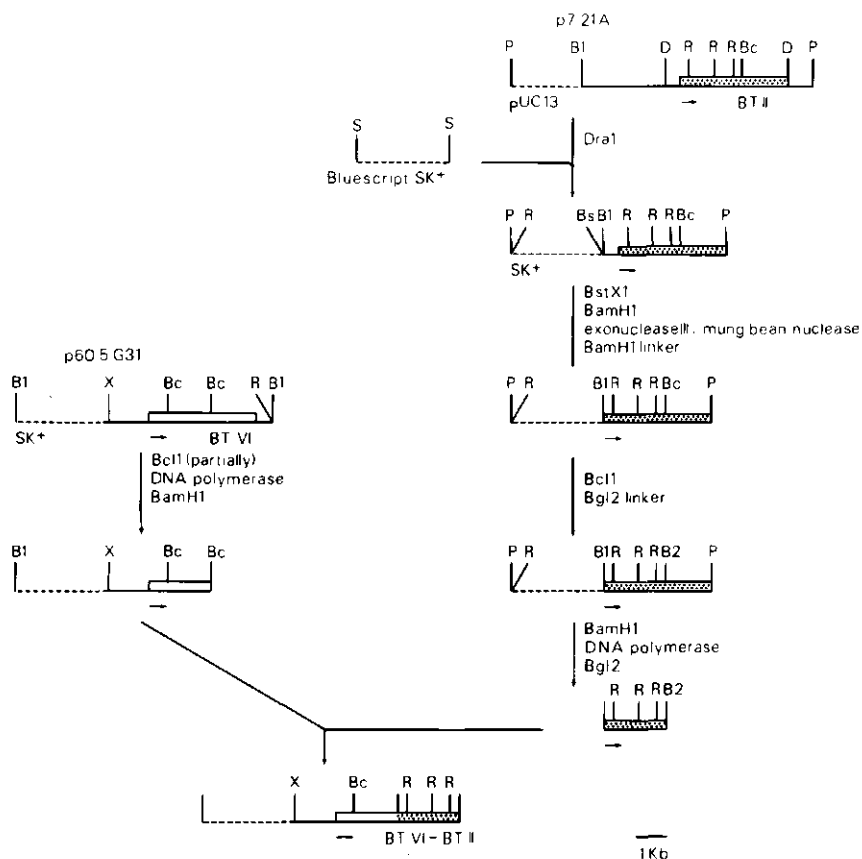 p7 21A
P B1 D R R R Bc D P
pUC13 BT II
S S
Dra1
Bluescript SK+
P R Bs B1 R R R Bc P
SK+
BstX1
BamH1
exonucleaseIII, mung bean nuclease
BamH1 linker
p60 5 G31
B1 X Bc Bc R B1
SK+ BT VI
P R B1 R R R Bc P
Bcl1 (partially)
DNA polymerase
BamH1
Bcl1
Bgl2 linker
B1 X Bc Bc
P R B1 R R R B2 P
BamH1
DNA polymerase
Bgl2
R R R B2
X Bc R R R
BT VI - BT II
1Kb